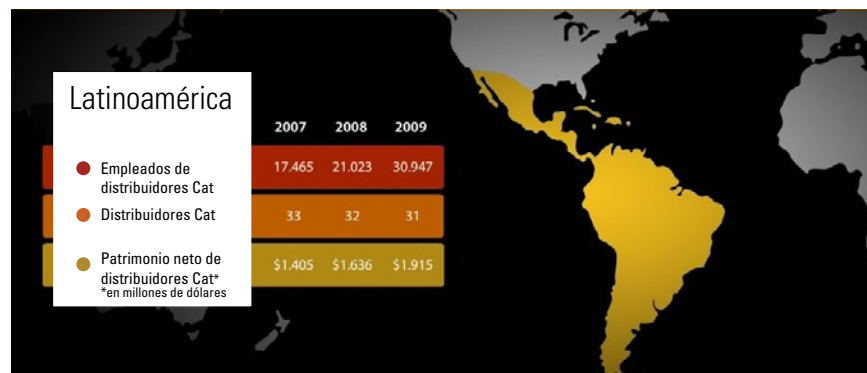 Latinoamérica
2007 2008 2009
Empleados de
distribuidores Cat
17.465 21.023 30.947
Distribuidores Cat
33 32 31
Patrimonio neto de
distribuidores Cat*
*en millones de dólares
$1.405 $1.636 $1.915